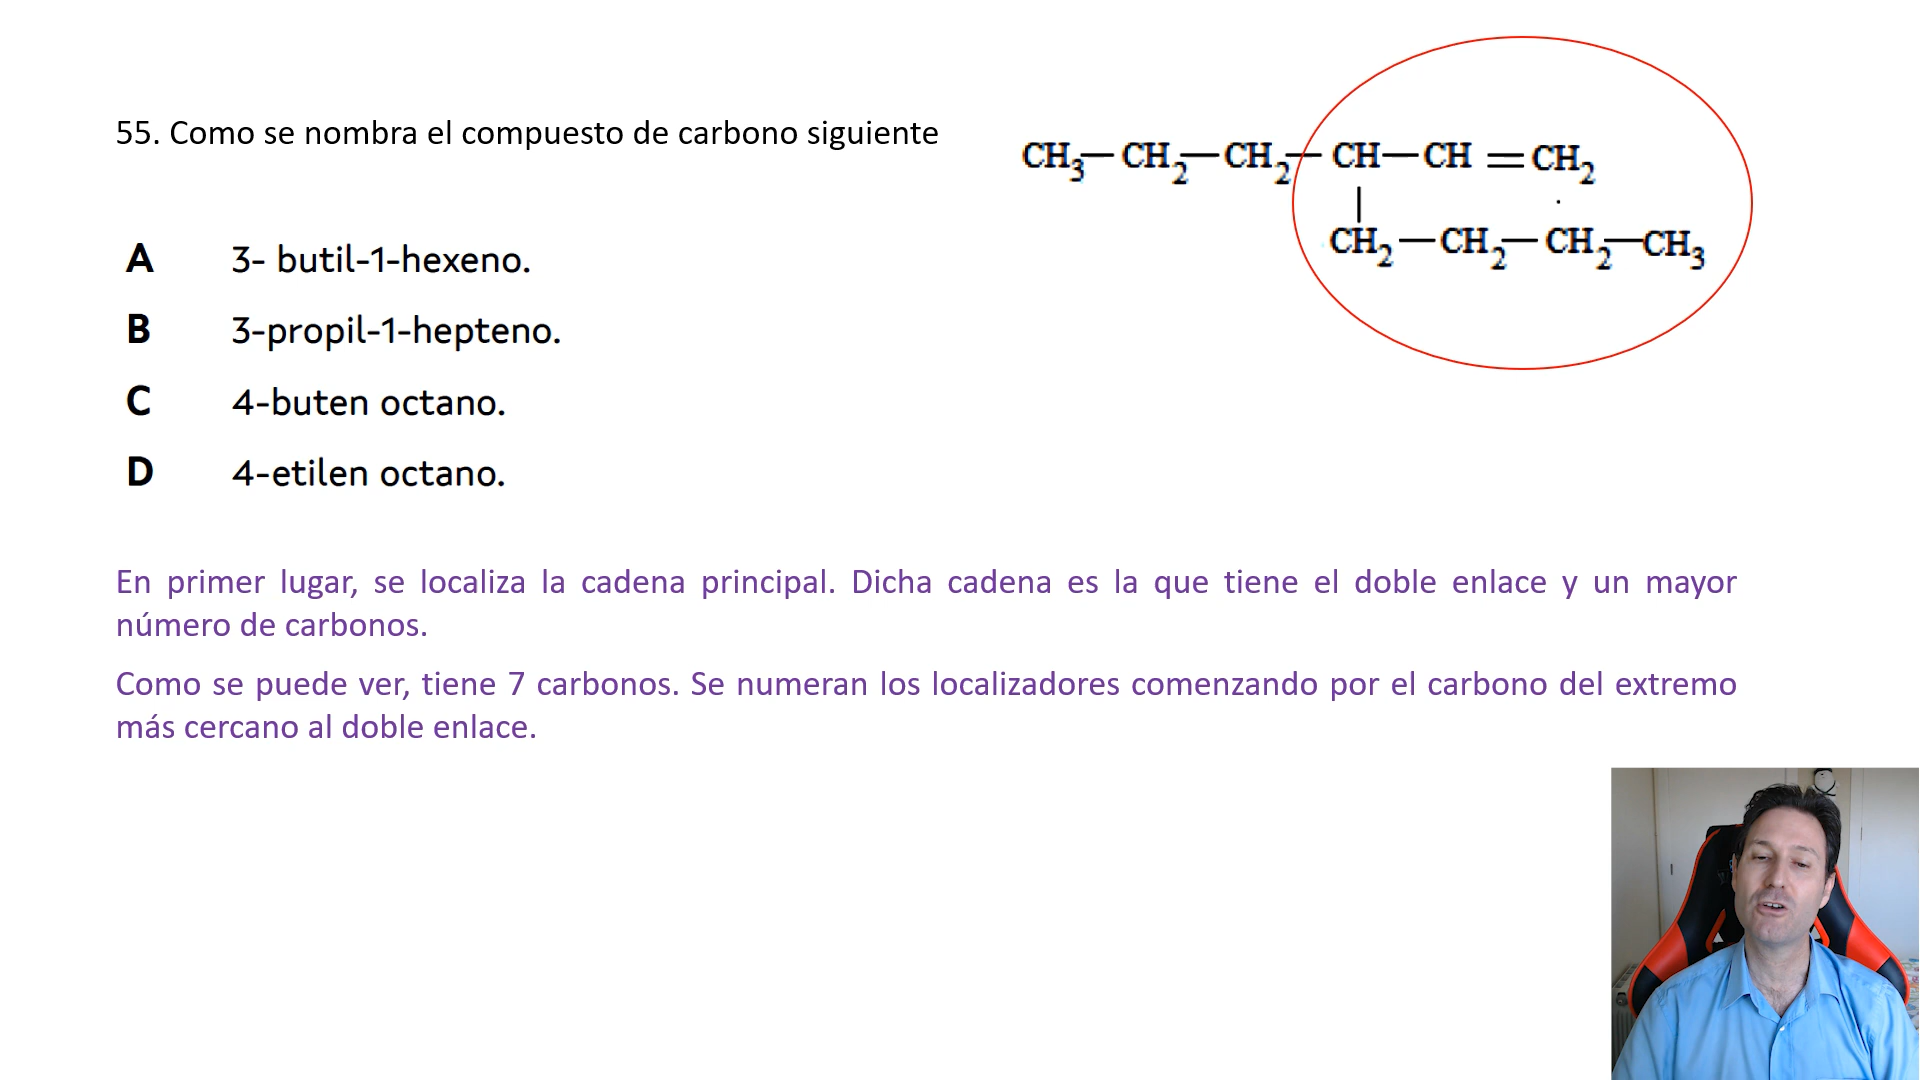 55. Como se nombra el compuesto de carbono siguiente
CH3—CH2—CH2—CH—CH=CH2
|
CH2—CH2—CH2—CH3
A 3- butil-1-hexeno.
B 3-propil-1-hepteno.
C 4-buten octano.
D 4-etilen octano.
En primer lugar, se localiza la cadena principal. Dicha cadena es la que tiene el doble enlace y un mayor
número de carbonos.
Como se puede ver, tiene 7 carbonos. Se numeran los localizadores comenzando por el carbono del extremo
más cercano al doble enlace.